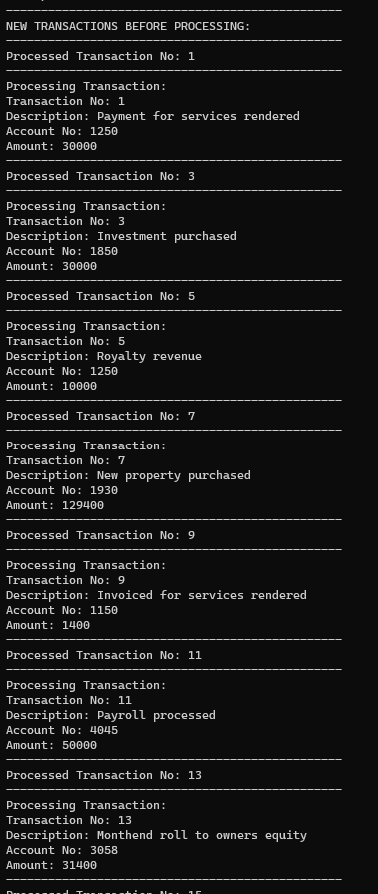 NEW TRANSACTIONS BEFORE PROCESSING:
Processed Transaction No: 1
Processing Transaction:
Transaction No: 1
Description: Payment for services rendered
Account No: 1250
Amount: 30000
Processed Transaction No: 3
Processing Transaction:
Transaction No: 3
Description: Investment purchased
Account No: 1850
Amount: 30000
Processed Transaction No: 5
Processing Transaction:
Transaction No: 5
Description: Royalty revenue
Account No: 1250
Amount: 10000
Processed Transaction No: 7
Processing Transaction:
Transaction No: 7
Description: New property purchased
Account No: 1930
Amount: 129400
Processed Transaction No: 9
Processing Transaction:
Transaction No: 9
Description: Invoiced for services rendered
Account No: 1150
Amount: 1400
Processed Transaction No: 11
Processing Transaction:
Transaction No: 11
Description: Payroll processed
Account No: 4045
Amount: 50000
Processed Transaction No: 13
Processing Transaction:
Transaction No: 13
Description: Monthend roll to owners equity
Account No: 3058
Amount: 31400
Processed Transaction No: 15